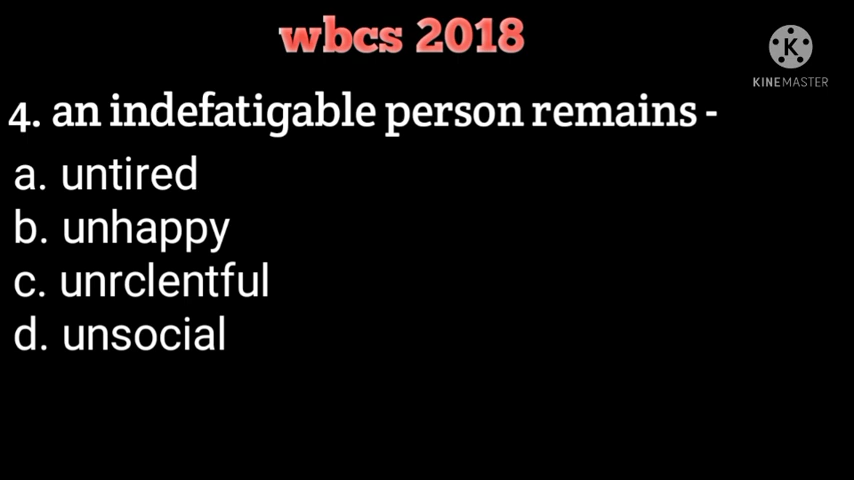 wbcs 2018
KINEMASTER
4. an indefatigable person remains -
a. untired
b. unhappy
c. unrclentful
d. unsocial